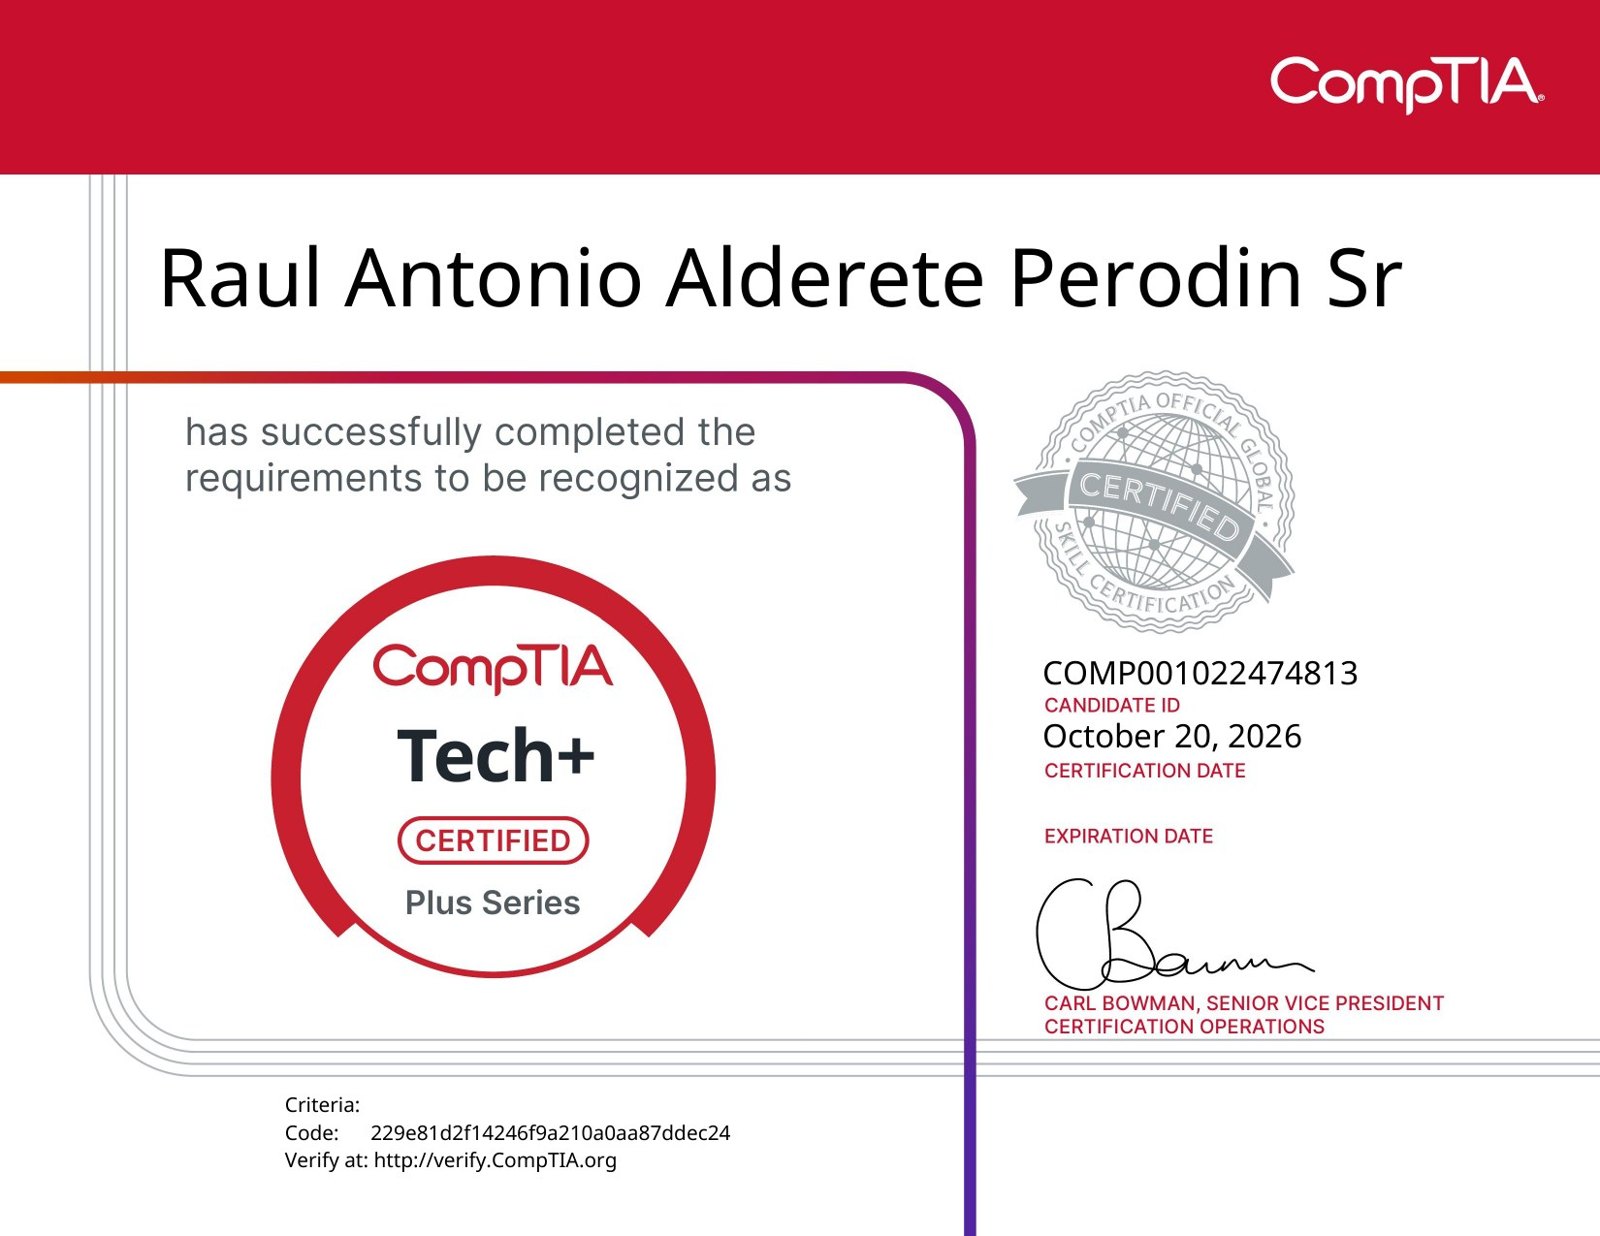 CompTIA®
Raul Antonio Alderete Perodin Sr
has successfully completed the
requirements to be recognized as
CompTIA
Tech+
CERTIFIED
Plus Series
COMPTIA OFFICIAL GLOBAL
CERTIFIED
SKILL CERTIFICATION
COMP001022474813
CANDIDATE ID
October 20, 2026
CERTIFICATION DATE
EXPIRATION DATE
CBowman
CARL BOWMAN, SENIOR VICE PRESIDENT
CERTIFICATION OPERATIONS
Criteria:
Code: 229e81d2f14246f9a210a0aa87ddec24
Verify at: http://verify.CompTIA.org